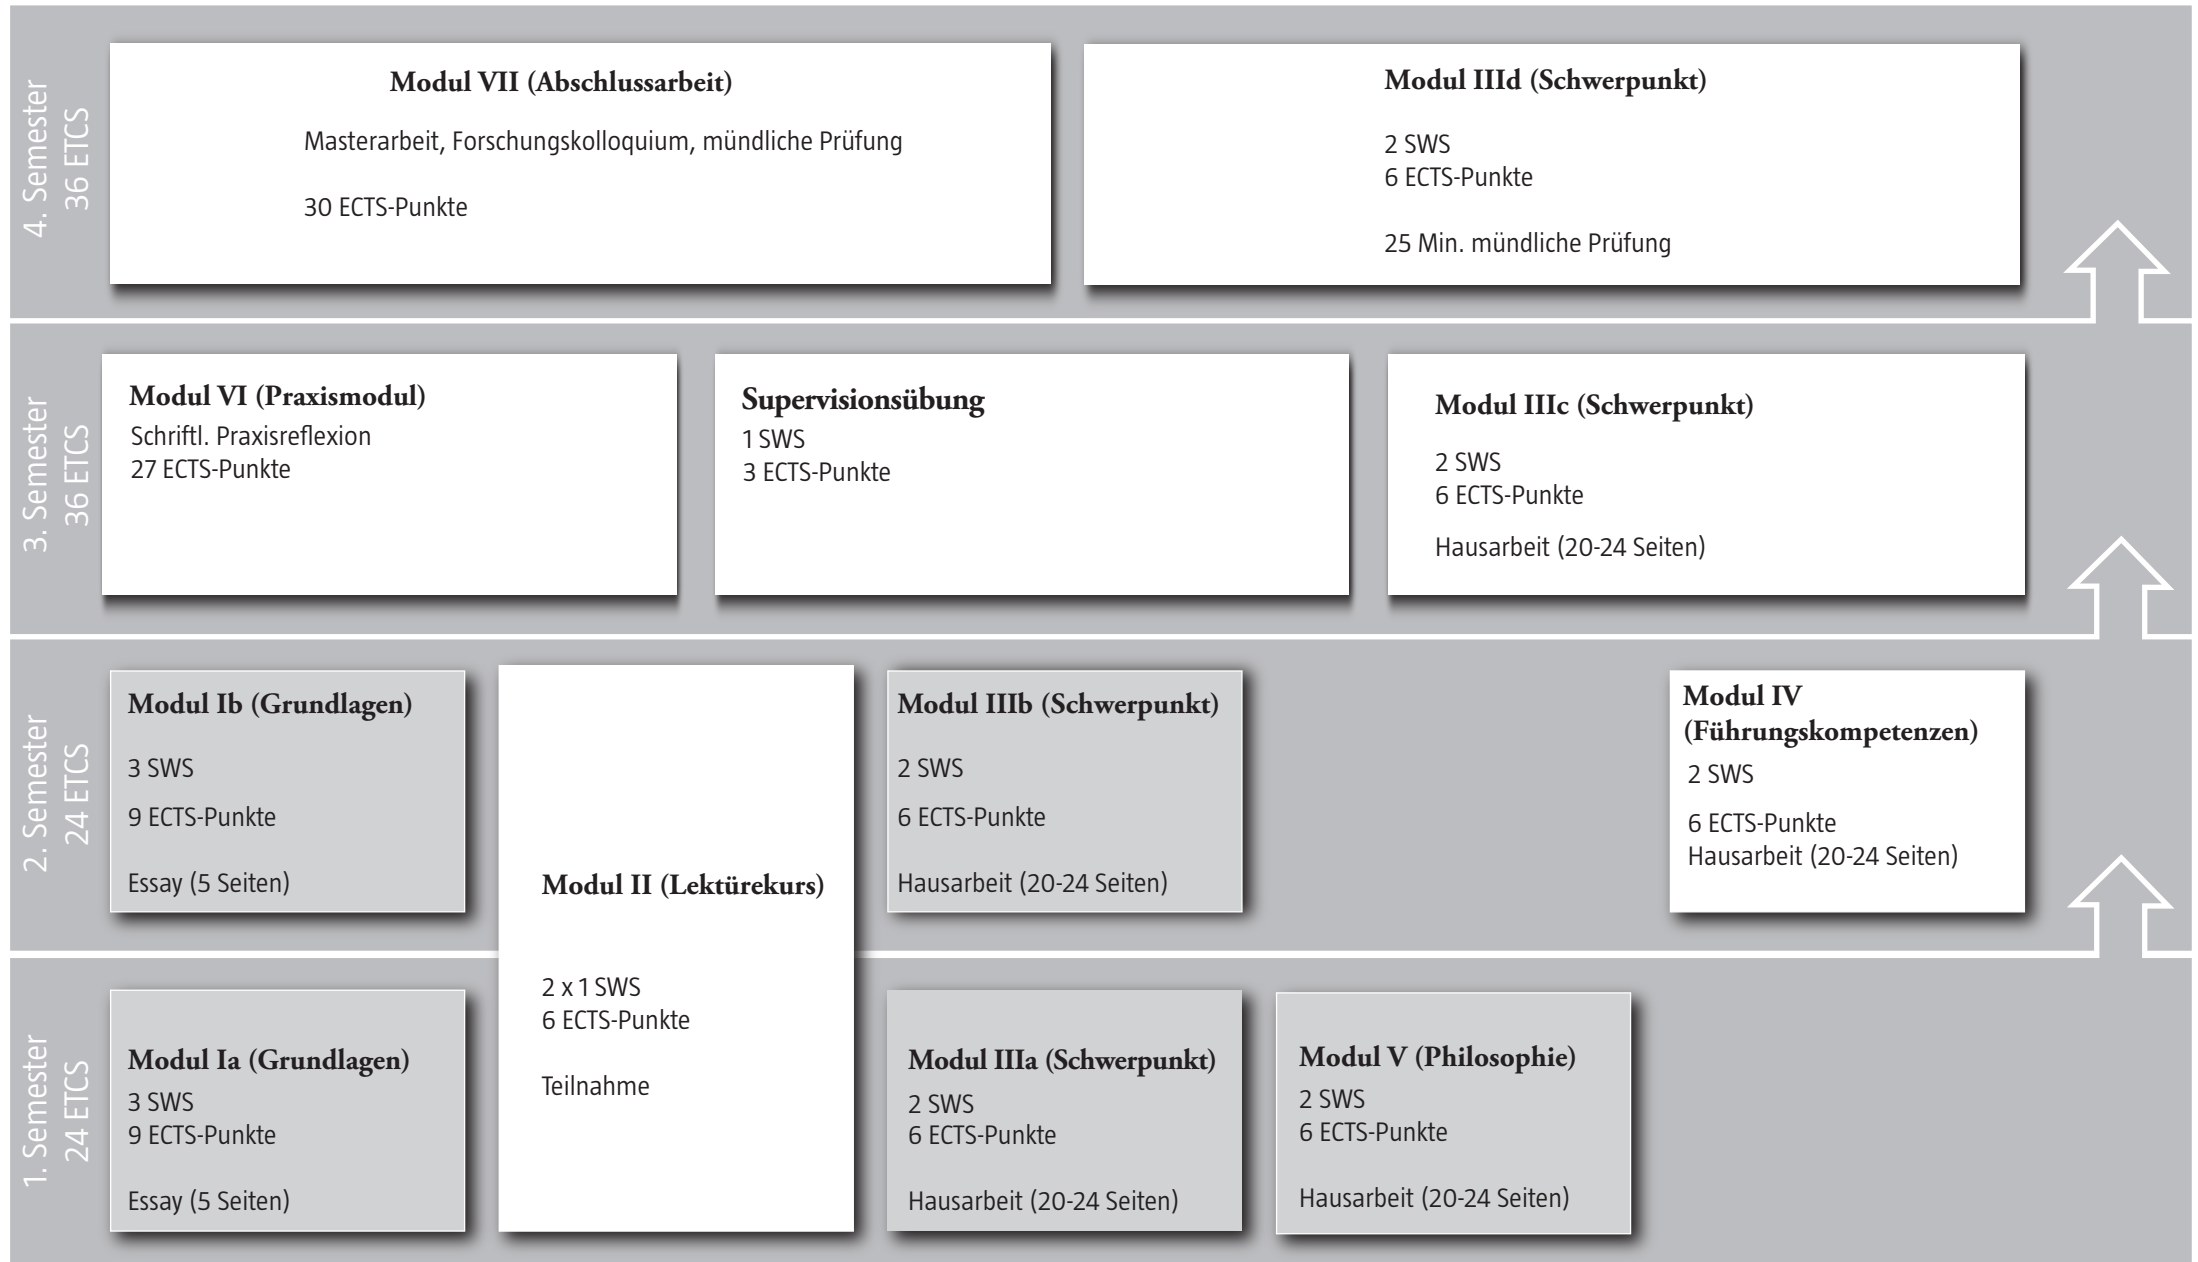 4. Semester
36 ETCS
Modul VII (Abschlussarbeit)
Masterarbeit, Forschungskolloquium, mündliche Prüfung
30 ECTS-Punkte
Modul IIId (Schwerpunkt)
2 SWS
6 ECTS-Punkte
25 Min. mündliche Prüfung
3. Semester
36 ETCS
Modul VI (Praxismodul)
Schriftl. Praxisreflexion
27 ECTS-Punkte
Supervisionsübung
1 SWS
3 ECTS-Punkte
Modul IIIc (Schwerpunkt)
2 SWS
6 ECTS-Punkte
Hausarbeit (20-24 Seiten)
2. Semester
24 ETCS
Modul Ib (Grundlagen)
3 SWS
9 ECTS-Punkte
Essay (5 Seiten)
Modul II (Lektürekurs)
2 x 1 SWS
6 ECTS-Punkte
Teilnahme
Modul IIIb (Schwerpunkt)
2 SWS
6 ECTS-Punkte
Hausarbeit (20-24 Seiten)
Modul IV
(Führungskompetenzen)
2 SWS
6 ECTS-Punkte
Hausarbeit (20-24 Seiten)
1. Semester
24 ETCS
Modul Ia (Grundlagen)
3 SWS
9 ECTS-Punkte
Essay (5 Seiten)
Modul IIIa (Schwerpunkt)
2 SWS
6 ECTS-Punkte
Hausarbeit (20-24 Seiten)
Modul V (Philosophie)
2 SWS
6 ECTS-Punkte
Hausarbeit (20-24 Seiten)